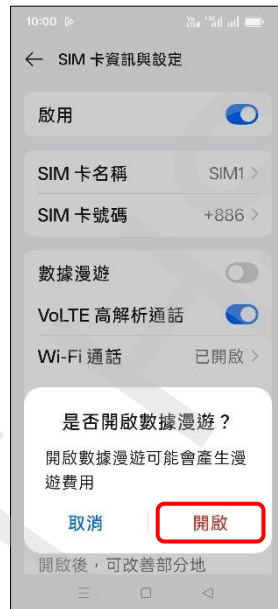 10:00
← SIM 卡資訊與設定
啟用
SIM 卡名稱 SIM1 >
SIM 卡號碼 +886 >
數據漫遊
VoLTE 高解析通話
Wi-Fi 通話 已開啟 >
是否開啟數據漫遊？
開啟數據漫遊可能會產生漫
遊費用
取消 開啟
開啟後，可改善部分地